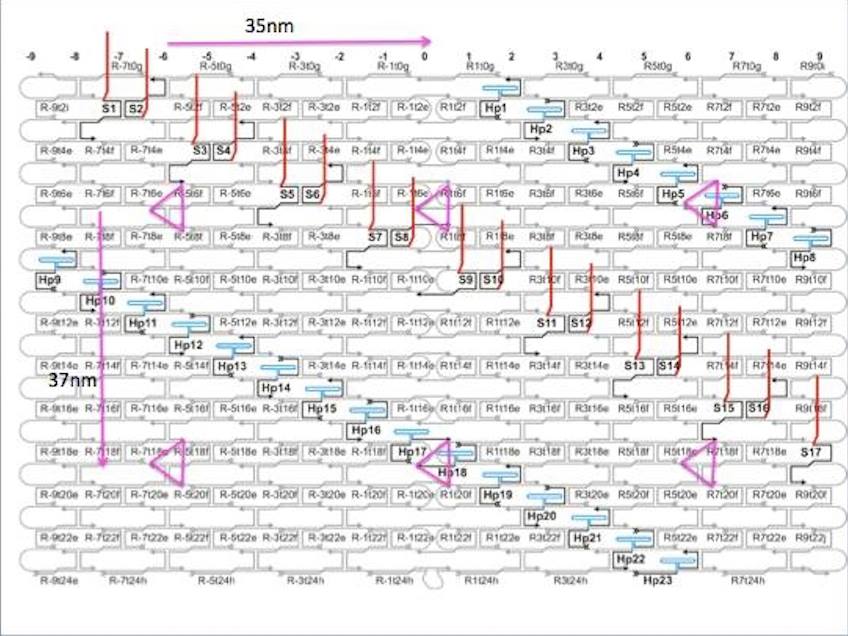 35nm
-9 -8 -7 -6 -5 -4 -3 -2 -1 0 1 2 3 4 5 6 7 8 9
R-7t0g R-5t0g R-3t0g R-1t0g R1t0g R3t0g R5t0g R7t0g
R-9t2i S1 S2 R-5t2f R-5t2e R-3t2f R-3t2e R-1t2f R-1t2e R1t2f Hp1 R3t2e R5t2f R5t2e R7t2f R7t2e R9t2f
Hp2
R-9t4e R-7t4f R-7t4e S3 S4 R-3t4f R-3t4e R-1t4f R-1t4e R1t4f R1t4e R3t4f Hp3 R5t4e R7t4f R7t4e R9t4f
Hp4
R-9t6e R-7t6f R-7t6e R-5t6f R-5t6e S5 S6 R-1t6f R-1t6e R1t6f R1t6e R3t6f R3t6e Hp5 R7t6e R9t6f
Hp6
R-9t8e R-7t8f R-7t8e R-5t8f R-5t8e R-3t8f R-3t8e S7 S8 R1t8f R1t8e R3t8f R3t8e R5t8f R5t8e R7t8f Hp7
Hp8
Hp9 R-7t10e R-5t10f R-5t10e R-3t10f R-3t10e R-1t10f R-1t10e S9 S10 R3t10f R3t10e R5t10f R5t10e R7t10f R7t10e R9t10f
Hp10
R-9t12e R-7t12f Hp11 R-5t12e R-3t12f R-3t12e R-1t12f R-1t12e R1t12f R1t12e S11 S12 R5t12f R5t12e R7t12f R7t12e R9t12f
Hp12
R-9t14e R-7t14f R-7t14e R-5t14f Hp13 R-3t14e R-1t14f R-1t14e R1t14f R1t14e R3t14f R3t14e S13 S14 R7t14f R7t14e R9t14f
37nm
Hp14
R-9t16e R-7t16f R-7t16e R-5t16f R-5t16e R-3t16f Hp15 R-1t16e R1t16f R1t16e R3t16f R3t16e R5t16f R5t16e S15 S16 R9t16f
Hp16
R-9t18e R-7t18f R-7t18e R-5t18f R-5t18e R-3t18f R-3t18e R-1t18f Hp17 R1t18e R3t18f R3t18e R5t18f R5t18e R7t18f R7t18e S17
Hp18
R-9t20e R-7t20f R-7t20e R-5t20f R-5t20e R-3t20f R-3t20e R-1t20f R-1t20e R1t20f Hp19 R3t20e R5t20f R5t20e R7t20f R7t20e R9t20f
Hp20
R-9t22e R-7t22f R-7t22e R-5t22f R-5t22e R-3t22f R-3t22e R-1t22f R-1t22e R1t22f R1t22e R3t22f Hp21 R5t22e R7t22f R7t22e R9t22j
Hp22
R-9t24e R-7t24h R-5t24h R-3t24h R-1t24h R1t24h R3t24h Hp23 R7t24h